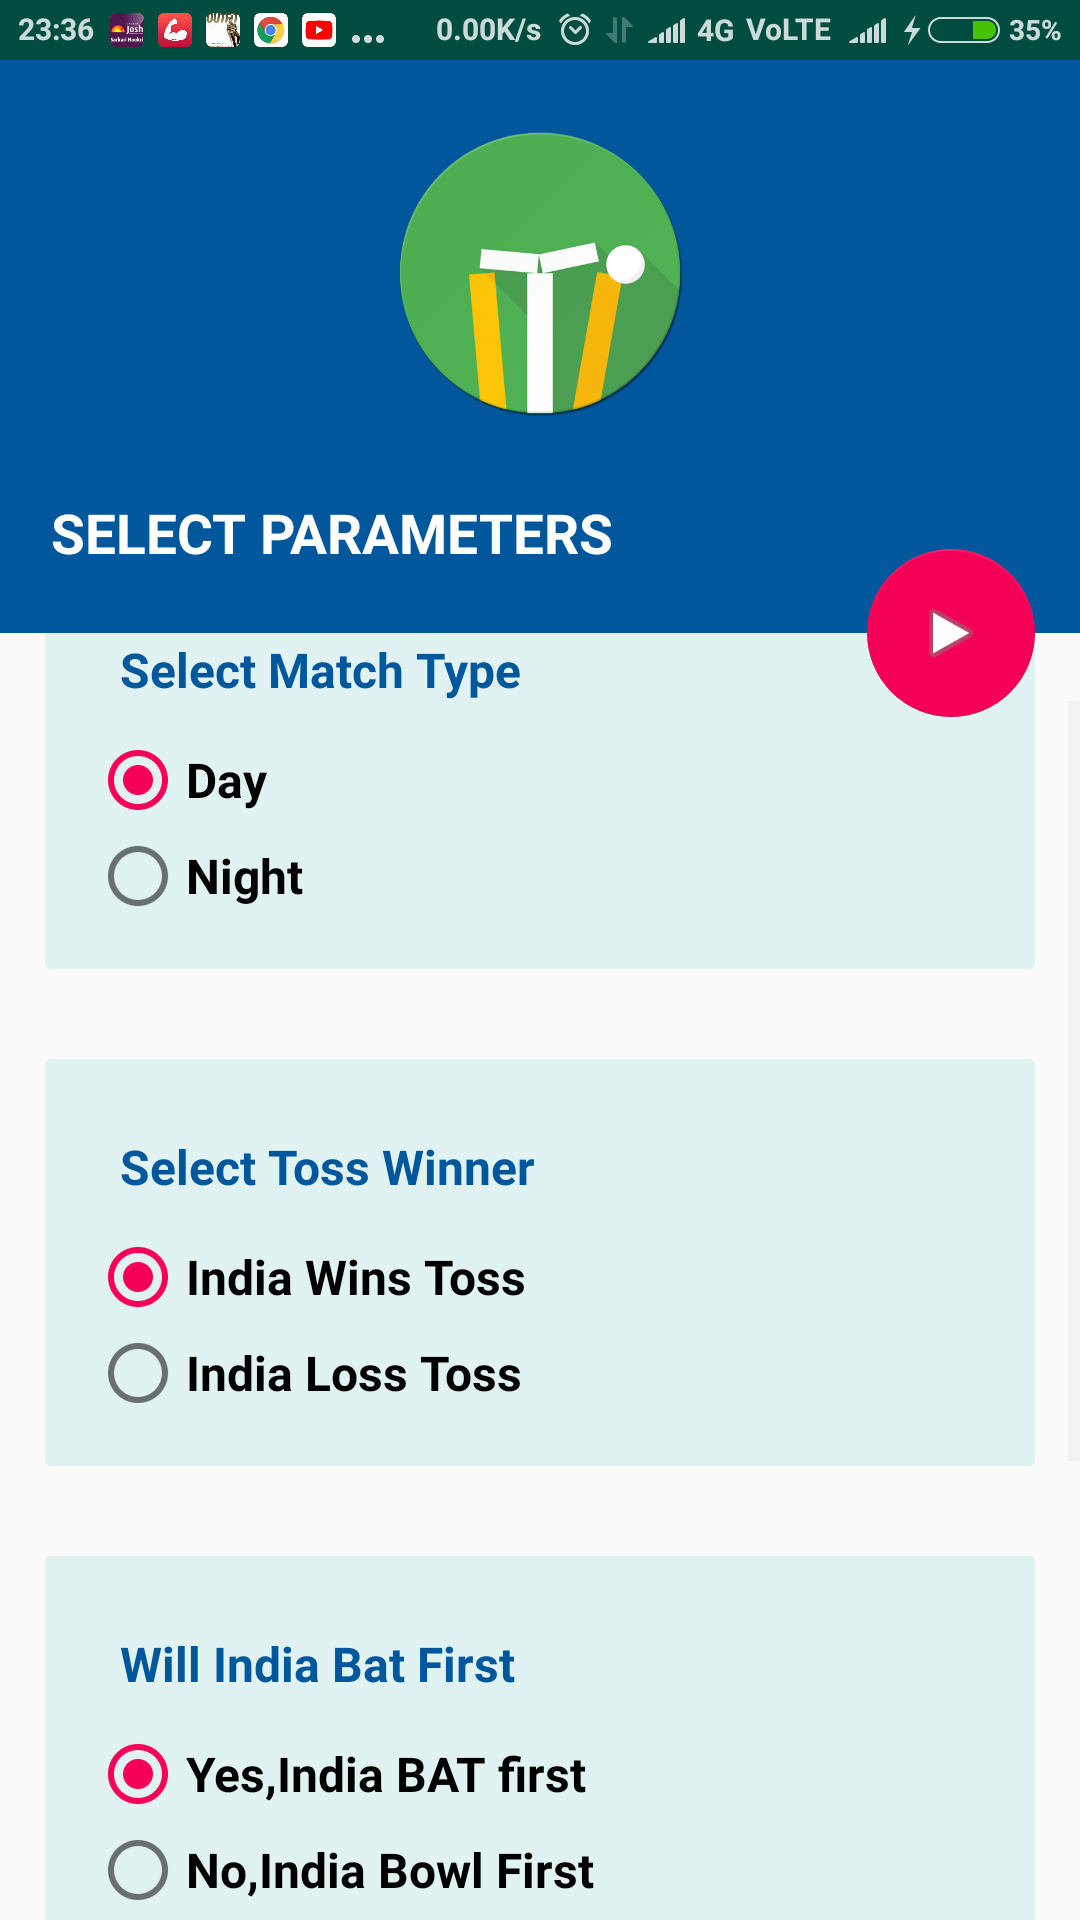 23:36 0.00K/s 4G VoLTE 35%
SELECT PARAMETERS
Select Match Type
Day
Night
Select Toss Winner
India Wins Toss
India Loss Toss
Will India Bat First
Yes,India BAT first
No,India Bowl First